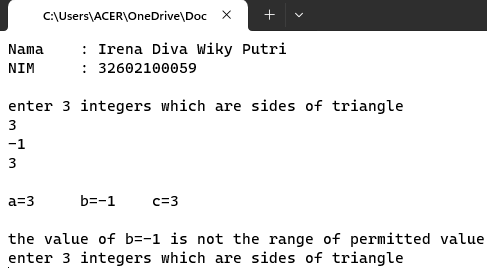 C:\Users\ACER\OneDrive\Doc
Nama    : Irena Diva Wiky Putri
NIM     : 32602100059
enter 3 integers which are sides of triangle
3
-1
3
a=3     b=-1    c=3
the value of b=-1 is not the range of permitted value
enter 3 integers which are sides of triangle